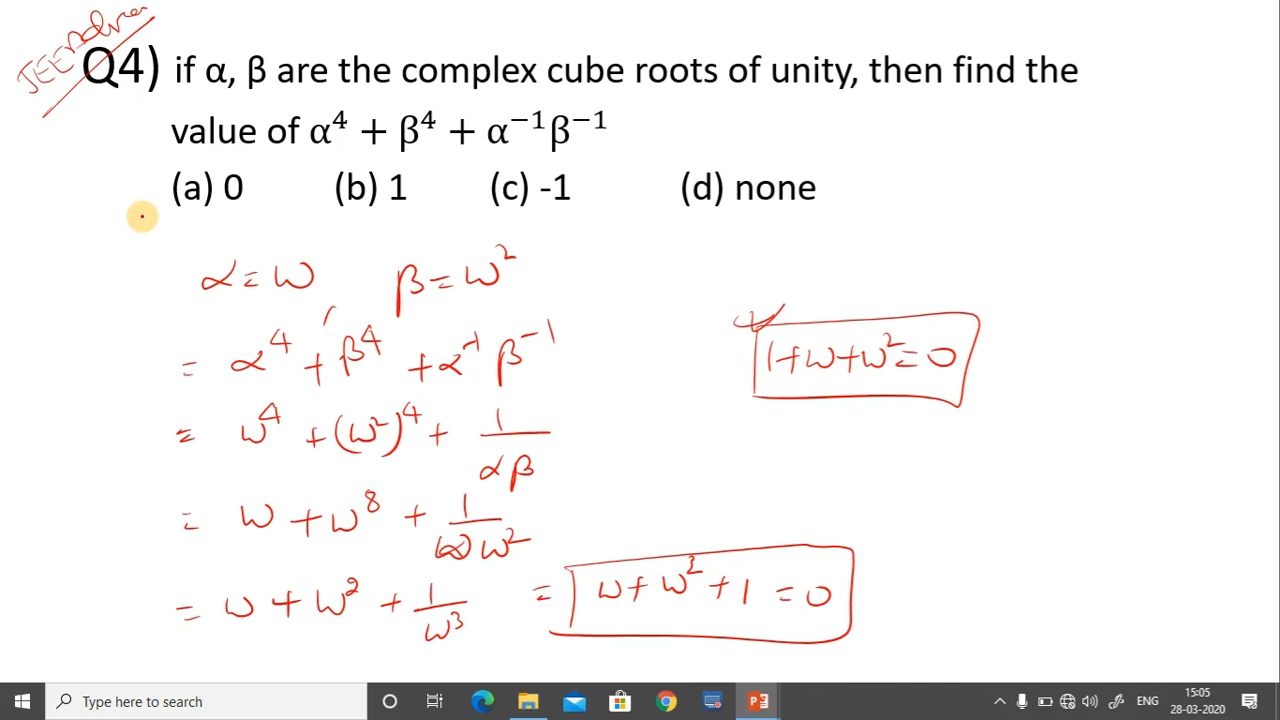 JEEndra
Q4) if α, β are the complex cube roots of unity, then find the
value of α⁴ + β⁴ + α⁻¹β⁻¹
(a) 0 (b) 1 (c) -1 (d) none
α = ω β = ω²
= α⁴ + β⁴ + α⁻¹ β⁻¹
1+ω+ω²=0
= ω⁴ + (ω²)⁴ + 1/αβ
= ω + ω⁸ + 1/ω ω²
= ω + ω² + 1/ω³ = ω + ω² + 1 = 0
Type here to search
ENG
15:05
28-03-2020